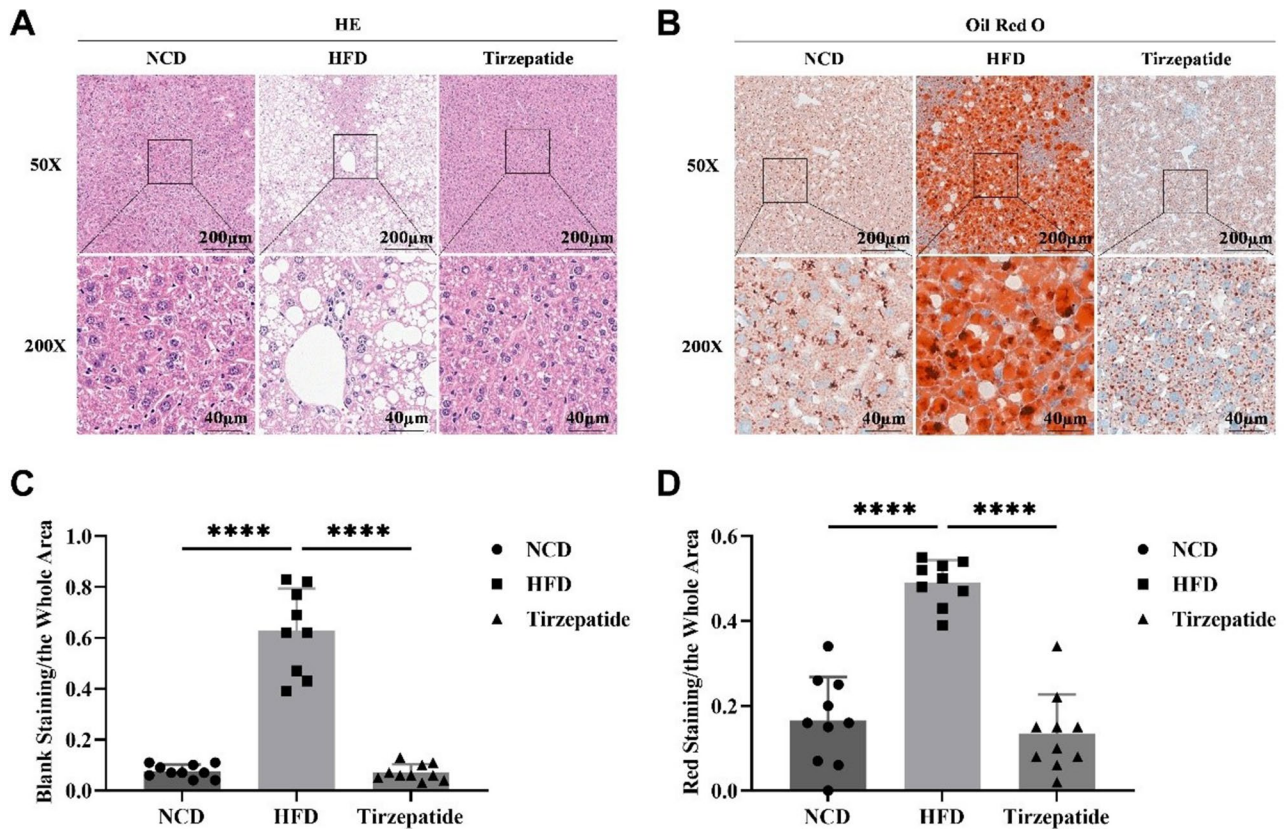 A
HE
NCD HFD Tirzepatide
50X
200μm 200μm 200μm
200X
40μm 40μm 40μm
B
Oil Red O
NCD HFD Tirzepatide
50X
200μm 200μm 200μm
200X
40μm 40μm 40μm
C
Blank Staining/the Whole Area
1.0
0.8
0.6
0.4
0.2
0.0
**** ****
NCD HFD Tirzepatide
NCD
HFD
Tirzepatide
D
Red Staining/the Whole Area
0.6
0.4
0.2
0.0
**** ****
NCD HFD Tirzepatide
NCD
HFD
Tirzepatide